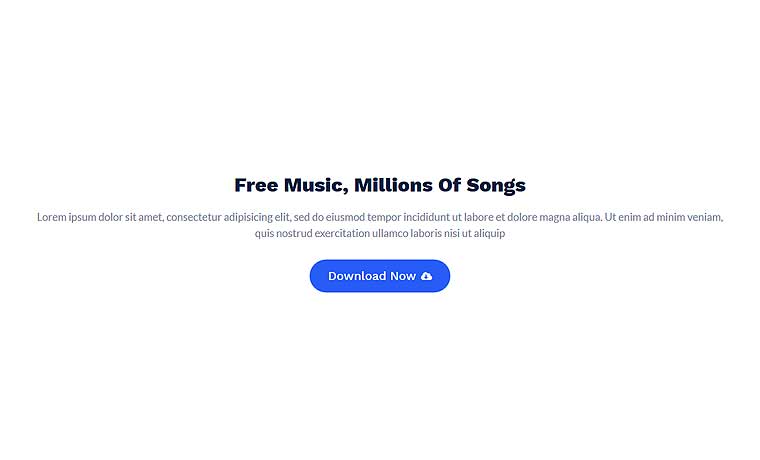 Free Music, Millions Of Songs
Lorem ipsum dolor sit amet, consectetur adipisicing elit, sed do eiusmod tempor incididunt ut labore et dolore magna aliqua. Ut enim ad minim veniam,
quis nostrud exercitation ullamco laboris nisi ut aliquip
Download Now